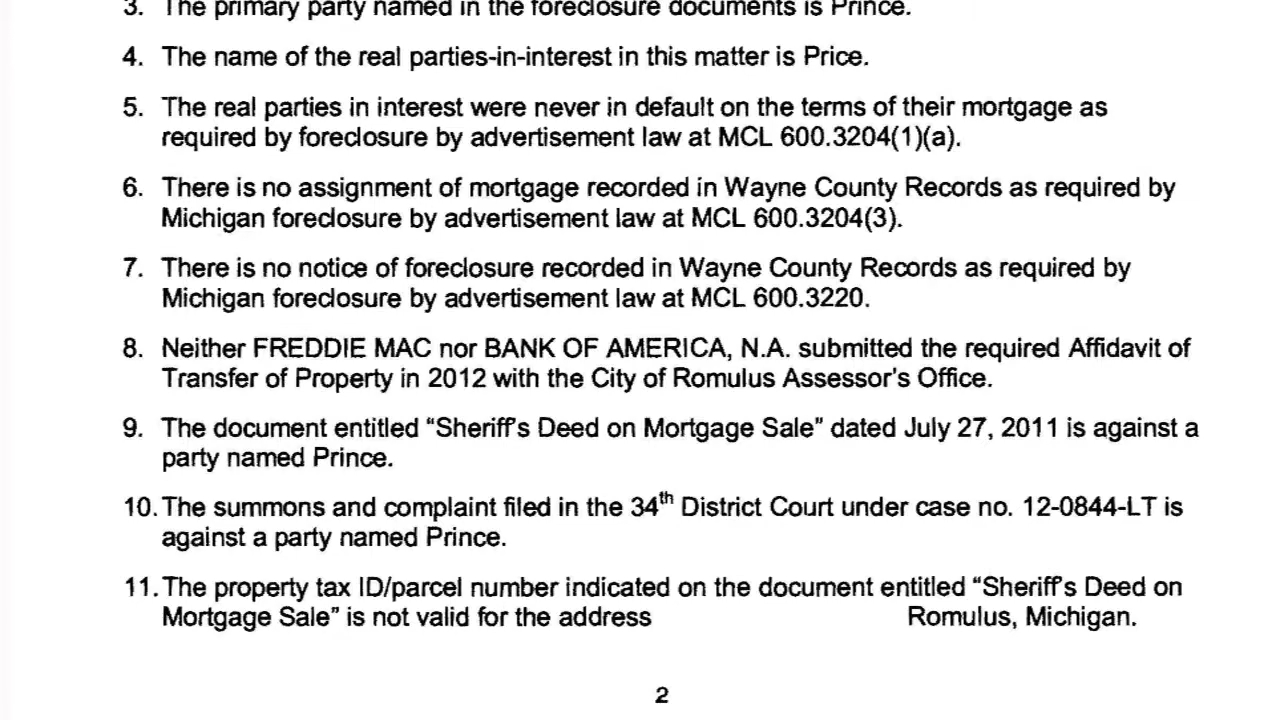 3. The primary party named in the foreclosure documents is Prince.
4. The name of the real parties-in-interest in this matter is Price.
5. The real parties in interest were never in default on the terms of their mortgage as
required by foreclosure by advertisement law at MCL 600.3204(1)(a).
6. There is no assignment of mortgage recorded in Wayne County Records as required by
Michigan foreclosure by advertisement law at MCL 600.3204(3).
7. There is no notice of foreclosure recorded in Wayne County Records as required by
Michigan foreclosure by advertisement law at MCL 600.3220.
8. Neither FREDDIE MAC nor BANK OF AMERICA, N.A. submitted the required Affidavit of
Transfer of Property in 2012 with the City of Romulus Assessor's Office.
9. The document entitled “Sheriff's Deed on Mortgage Sale” dated July 27, 2011 is against a
party named Prince.
10. The summons and complaint filed in the 34th District Court under case no. 12-0844-LT is
against a party named Prince.
11. The property tax ID/parcel number indicated on the document entitled “Sheriff's Deed on
Mortgage Sale” is not valid for the address Romulus, Michigan.
2